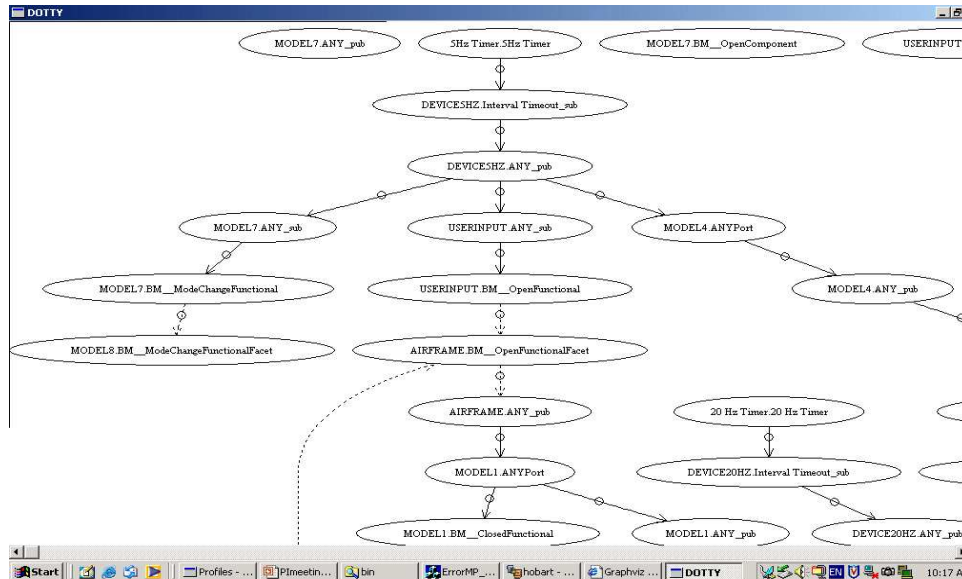 DOTTY
MODEL7.ANY_pub
5Hz Timer.5Hz Timer
MODEL7.BM__OpenComponent
USERINPUT
DEVICE5HZ.Interval Timeout_sub
DEVICE5HZ.ANY_pub
MODEL7.ANY_sub
USERINPUT.ANY_sub
MODEL4.ANYPort
MODEL7.BM__ModeChangeFunctional
USERINPUT.BM__OpenFunctional
MODEL4.ANY_pub
MODEL8.BM__ModeChangeFunctionalFacet
AIRFRAME.BM__OpenFunctionalFacet
AIRFRAME.ANY_pub
20 Hz Timer.20 Hz Timer
MODEL1.ANYPort
DEVICE20HZ.Interval Timeout_sub
MODEL1.BM__ClosedFunctional
MODEL1.ANY_pub
DEVICE20HZ.ANY_pub
Start
Profiles - ...
PImeetin...
bin
ErrorMP_...
hobart - ...
Graphviz ...
DOTTY
EN
10:17 A